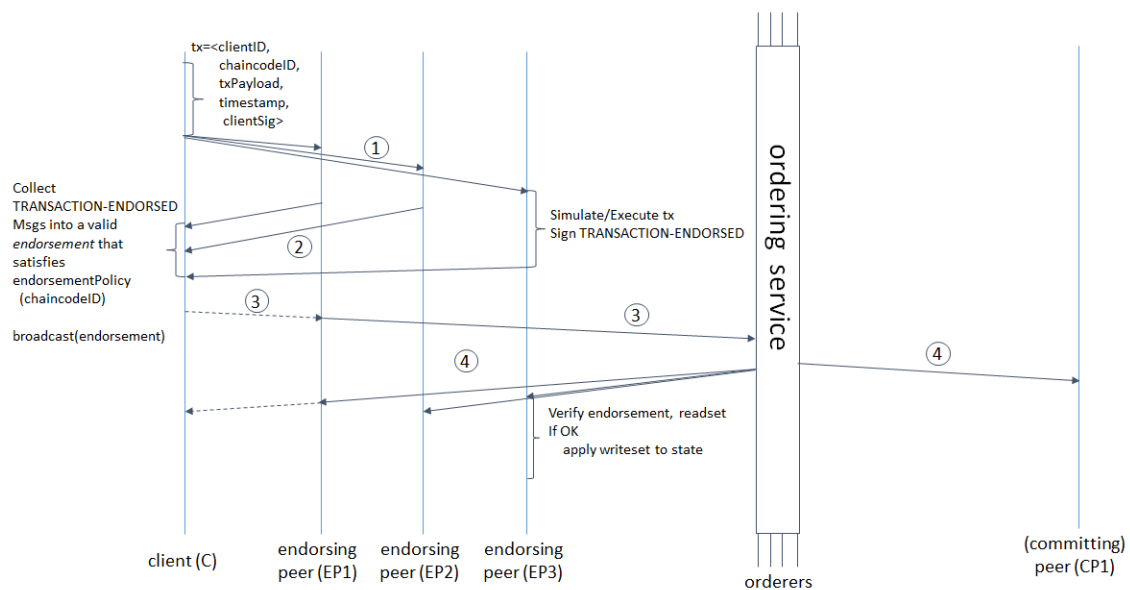 tx=<clientID,
chaincodeID,
txPayload,
timestamp,
clientSig>
1
Collect
TRANSACTION-ENDORSED
Msgs into a valid
endorsement that
satisfies
endorsementPolicy
(chaincodeID)
2
Simulate/Execute tx
Sign TRANSACTION-ENDORSED
ordering service
3
3
broadcast(endorsement)
4
4
Verify endorsement, readset
If OK
apply writeset to state
client (C)
endorsing
peer (EP1)
endorsing
peer (EP2)
endorsing
peer (EP3)
orderers
(committing)
peer (CP1)